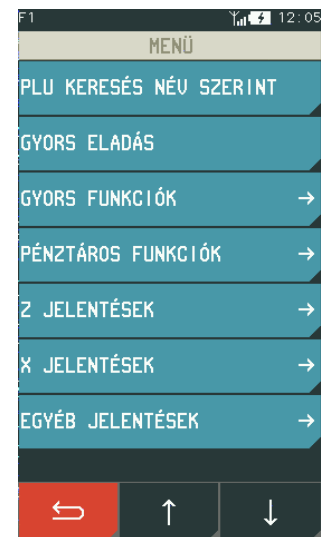 F1 12:05
MENÜ
PLU KERESÉS NÉV SZERINT
GYORS ELADÁS
GYORS FUNKCIÓK
PÉNZTÁROS FUNKCIÓK
Z JELENTÉSEK
X JELENTÉSEK
EGYÉB JELENTÉSEK